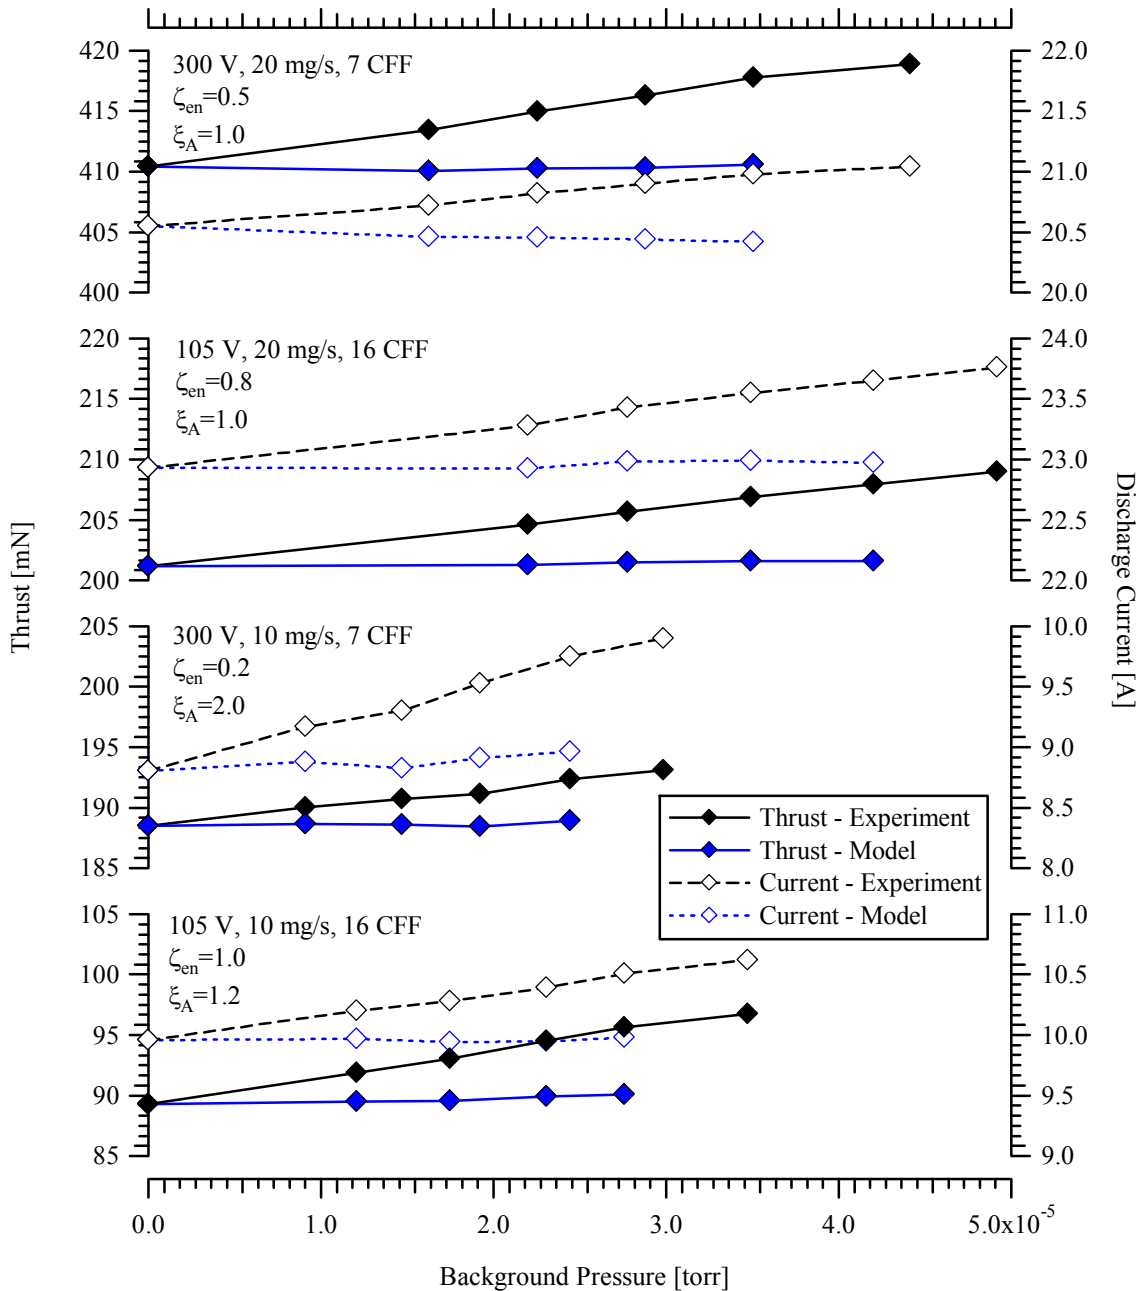 420
415
410
405
400
300 V, 20 mg/s, 7 CFF
ζen=0.5
ξA=1.0
22.0
21.5
21.0
20.5
20.0
220
215
210
205
200
105 V, 20 mg/s, 16 CFF
ζen=0.8
ξA=1.0
24.0
23.5
23.0
22.5
22.0
Thrust [mN]
Discharge Current [A]
205
200
195
190
185
300 V, 10 mg/s, 7 CFF
ζen=0.2
ξA=2.0
10.0
9.5
9.0
8.5
8.0
Thrust - Experiment
Thrust - Model
Current - Experiment
Current - Model
105
100
95
90
85
105 V, 10 mg/s, 16 CFF
ζen=1.0
ξA=1.2
11.0
10.5
10.0
9.5
9.0
0.0 1.0 2.0 3.0 4.0 5.0x10⁻⁵
Background Pressure [torr]